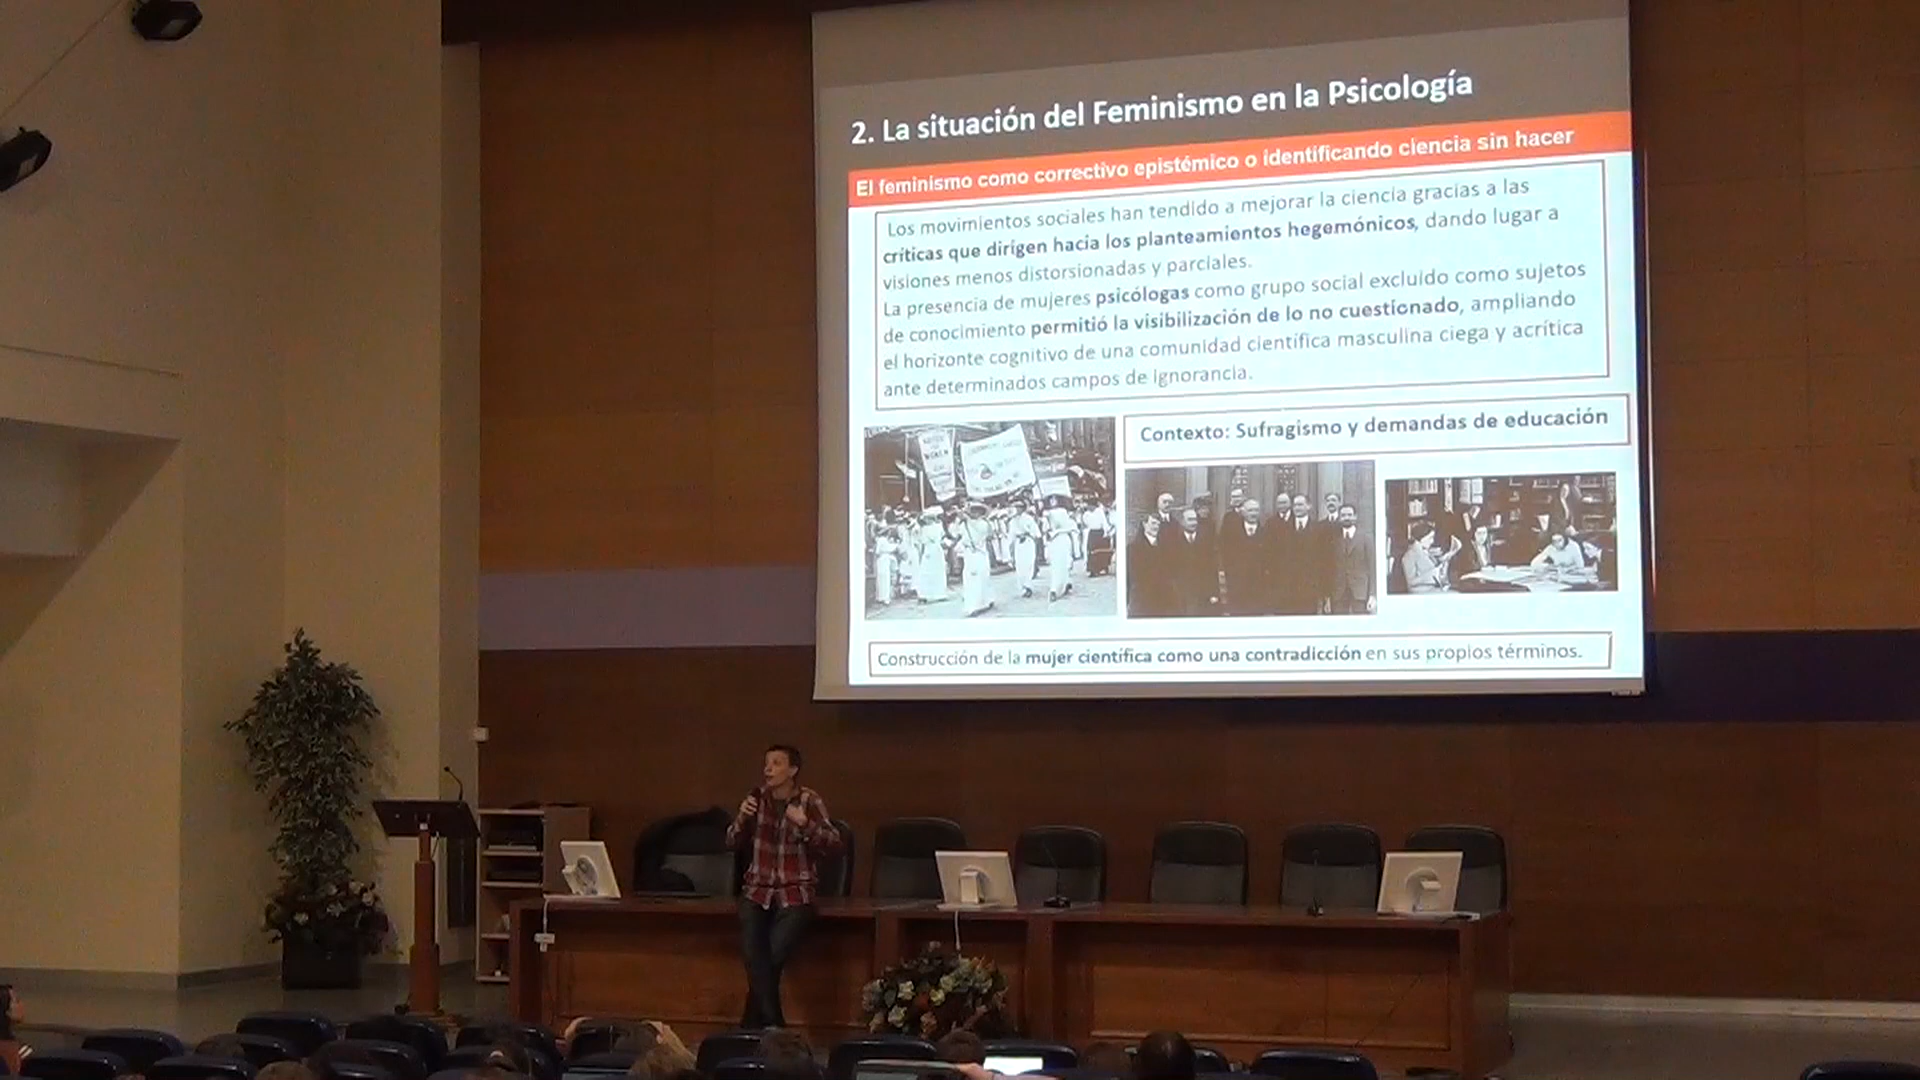 2. La situación del Feminismo en la Psicología
El feminismo como correctivo epistémico o identificando ciencia sin hacer
Los movimientos sociales han tendido a mejorar la ciencia gracias a las
críticas que dirigen hacia los planteamientos hegemónicos, dando lugar a
visiones menos distorsionadas y parciales.
La presencia de mujeres psicólogas como grupo social excluido como sujetos
de conocimiento permitió la visibilización de lo no cuestionado, ampliando
el horizonte cognitivo de una comunidad científica masculina ciega y acrítica
ante determinados campos de ignorancia.
Contexto: Sufragismo y demandas de educación
Construcción de la mujer científica como una contradicción en sus propios términos.